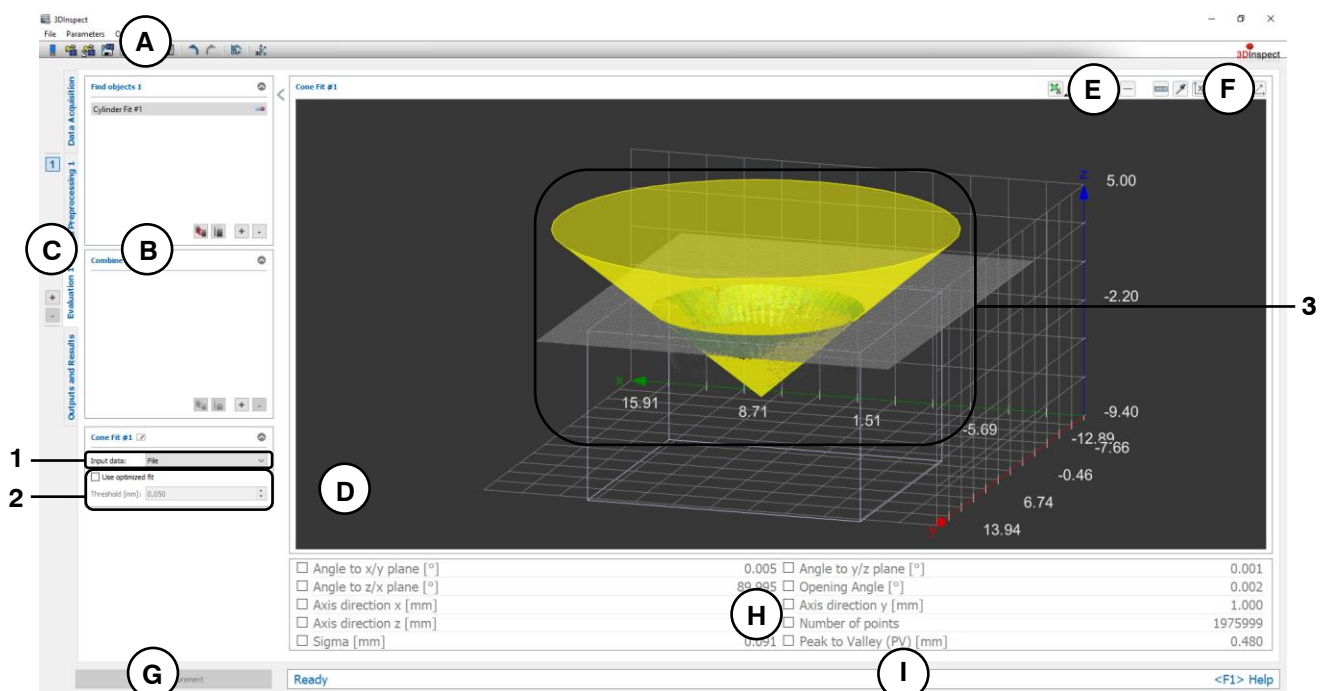 3DInspect
File Parameters
A
3DInspect
Find objects 1
Cylinder Fit #1
Cone Fit #1
E
F
Data Acquisition
1
Preprocessing 1
C
B
Combine
Evaluation 1
+
-
Outputs and Results
+ -
+ -
Cone Fit #1
1
Input data: File
2
Use optimized fit
Threshold [mm]: 0,850
D
3
z
5.00
-2.20
-9.40
x
15.91
8.71
1.51
-5.69
-12.89
-7.66
-0.46
6.74
13.94
y
Angle to x/y plane [°] 0.005
Angle to y/z plane [°] 0.001
Angle to z/x plane [°] 89.995
Opening Angle [°] 0.002
Axis direction x [mm]
Axis direction y [mm] 1.000
Axis direction z [mm]
Number of points 1975999
Sigma [mm] 0.091
Peak to Valley (PV) [mm] 0.480
H
G
I
Ready
<F1> Help